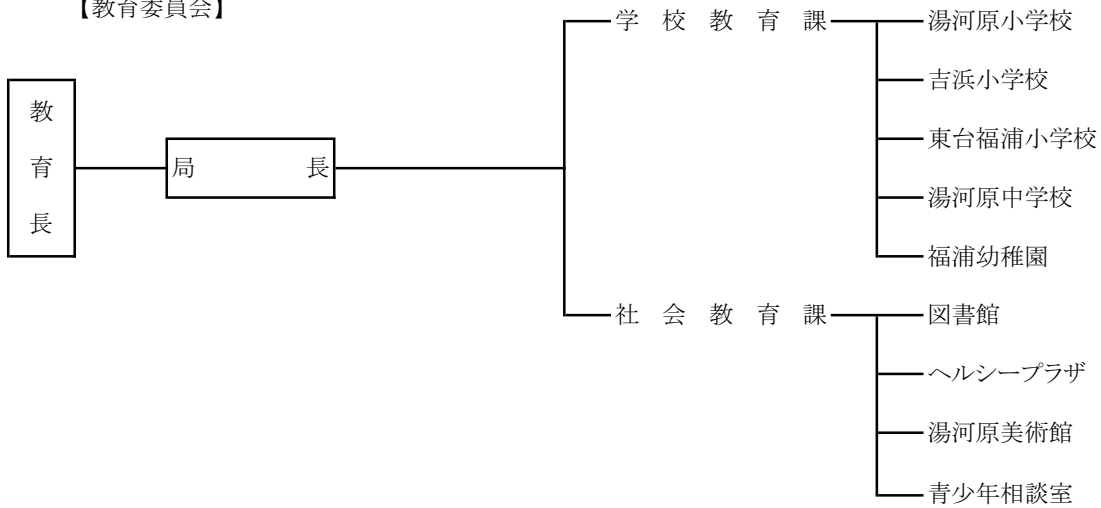 【教育委員会】
教育長
局長
学校教育課
湯河原小学校
吉浜小学校
東台福浦小学校
湯河原中学校
福浦幼稚園
社会教育課
図書館
ヘルシープラザ
湯河原美術館
青少年相談室